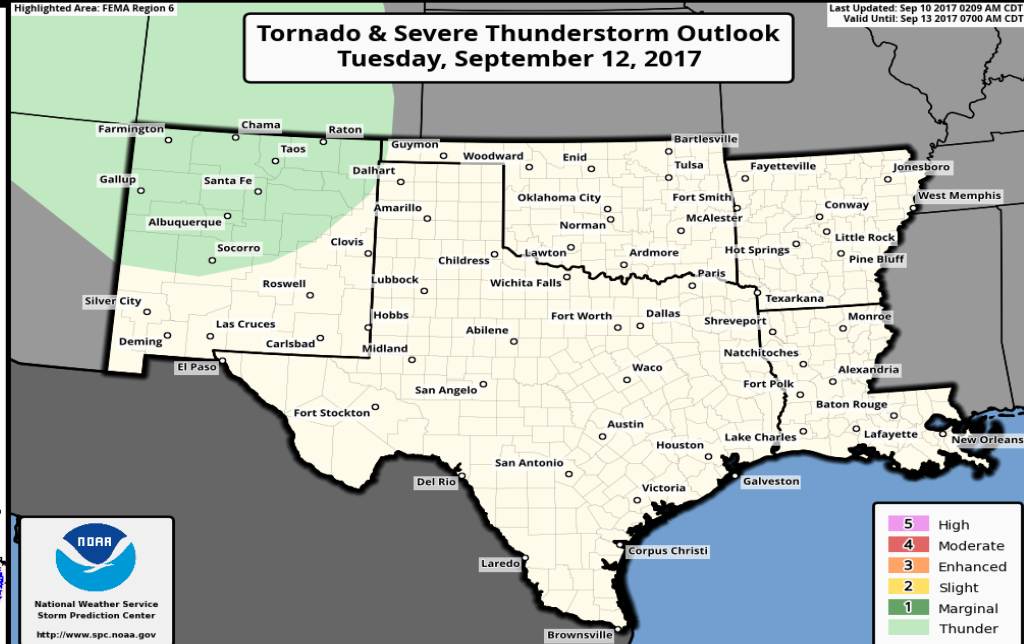 Highlighted Area: FEMA Region 6
Last Updated: Sep 10 2017 0209 AM CDT
Valid Until: Sep 13 2017 0700 AM CDT
Tornado & Severe Thunderstorm Outlook
Tuesday, September 12, 2017
Farmington
Chama
Raton
Taos
Gallup
Santa Fe
Albuquerque
Socorro
Clovis
Roswell
Silver City
Las Cruces
Deming
Carlsbad
Hobbs
El Paso
Guymon
Woodward
Enid
Bartlesville
Tulsa
Oklahoma City
Norman
Fort Smith
McAlester
Lawton
Ardmore
Fayetteville
Jonesboro
West Memphis
Conway
Little Rock
Hot Springs
Pine Bluff
Texarkana
Dalhart
Amarillo
Childress
Lubbock
Wichita Falls
Paris
Abilene
Fort Worth
Dallas
Midland
San Angelo
Waco
Fort Stockton
Austin
Houston
San Antonio
Del Rio
Victoria
Galveston
Corpus Christi
Laredo
Brownsville
Shreveport
Monroe
Natchitoches
Alexandria
Fort Polk
Baton Rouge
Lake Charles
Lafayette
New Orleans
NOAA
National Weather Service
Storm Prediction Center
http://www.spc.noaa.gov
5 High
4 Moderate
3 Enhanced
2 Slight
1 Marginal
Thunder